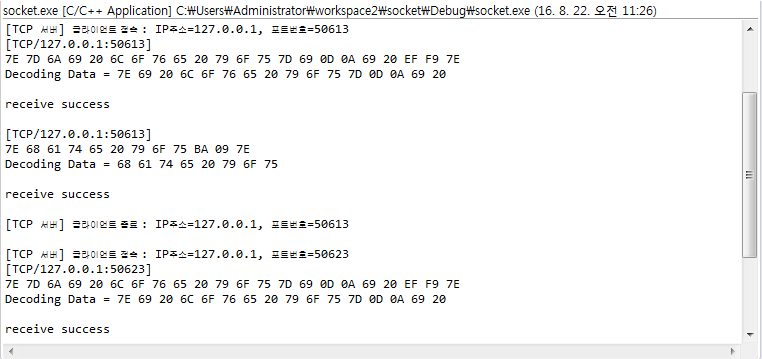 socket.exe [C/C++ Application] C:₩Users₩Administrator₩workspace2₩socket₩Debug₩socket.exe (16. 8. 22. 오전 11:26)
[TCP 서버] 클라이언트 접속 : IP주소=127.0.0.1, 포트번호=50613
[TCP/127.0.0.1:50613]
7E 7D 6A 69 20 6C 6F 76 65 20 79 6F 75 7D 69 0D 0A 69 20 EF F9 7E
Decoding Data = 7E 69 20 6C 6F 76 65 20 79 6F 75 7D 0D 0A 69 20
receive success
[TCP/127.0.0.1:50613]
7E 68 61 74 65 20 79 6F 75 BA 09 7E
Decoding Data = 68 61 74 65 20 79 6F 75
receive success
[TCP 서버] 클라이언트 종료 : IP주소=127.0.0.1, 포트번호=50613
[TCP 서버] 클라이언트 접속 : IP주소=127.0.0.1, 포트번호=50623
[TCP/127.0.0.1:50623]
7E 7D 6A 69 20 6C 6F 76 65 20 79 6F 75 7D 69 0D 0A 69 20 EF F9 7E
Decoding Data = 7E 69 20 6C 6F 76 65 20 79 6F 75 7D 0D 0A 69 20
receive success